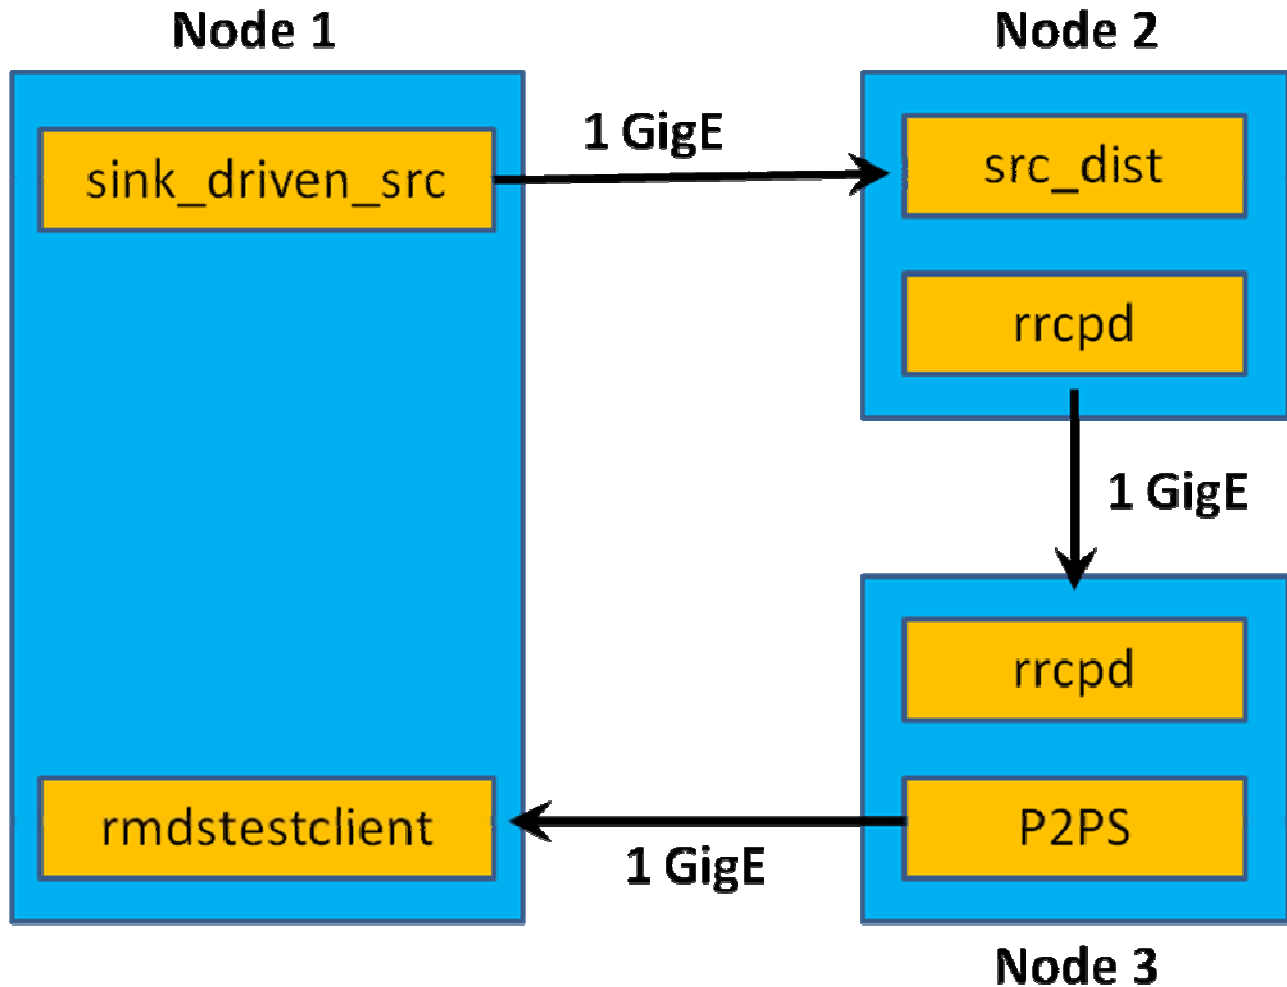 Node 1
Node 2
sink_driven_src
1 GigE
src_dist
rrcpd
1 GigE
rrcpd
rmdstestclient
1 GigE
P2PS
Node 3